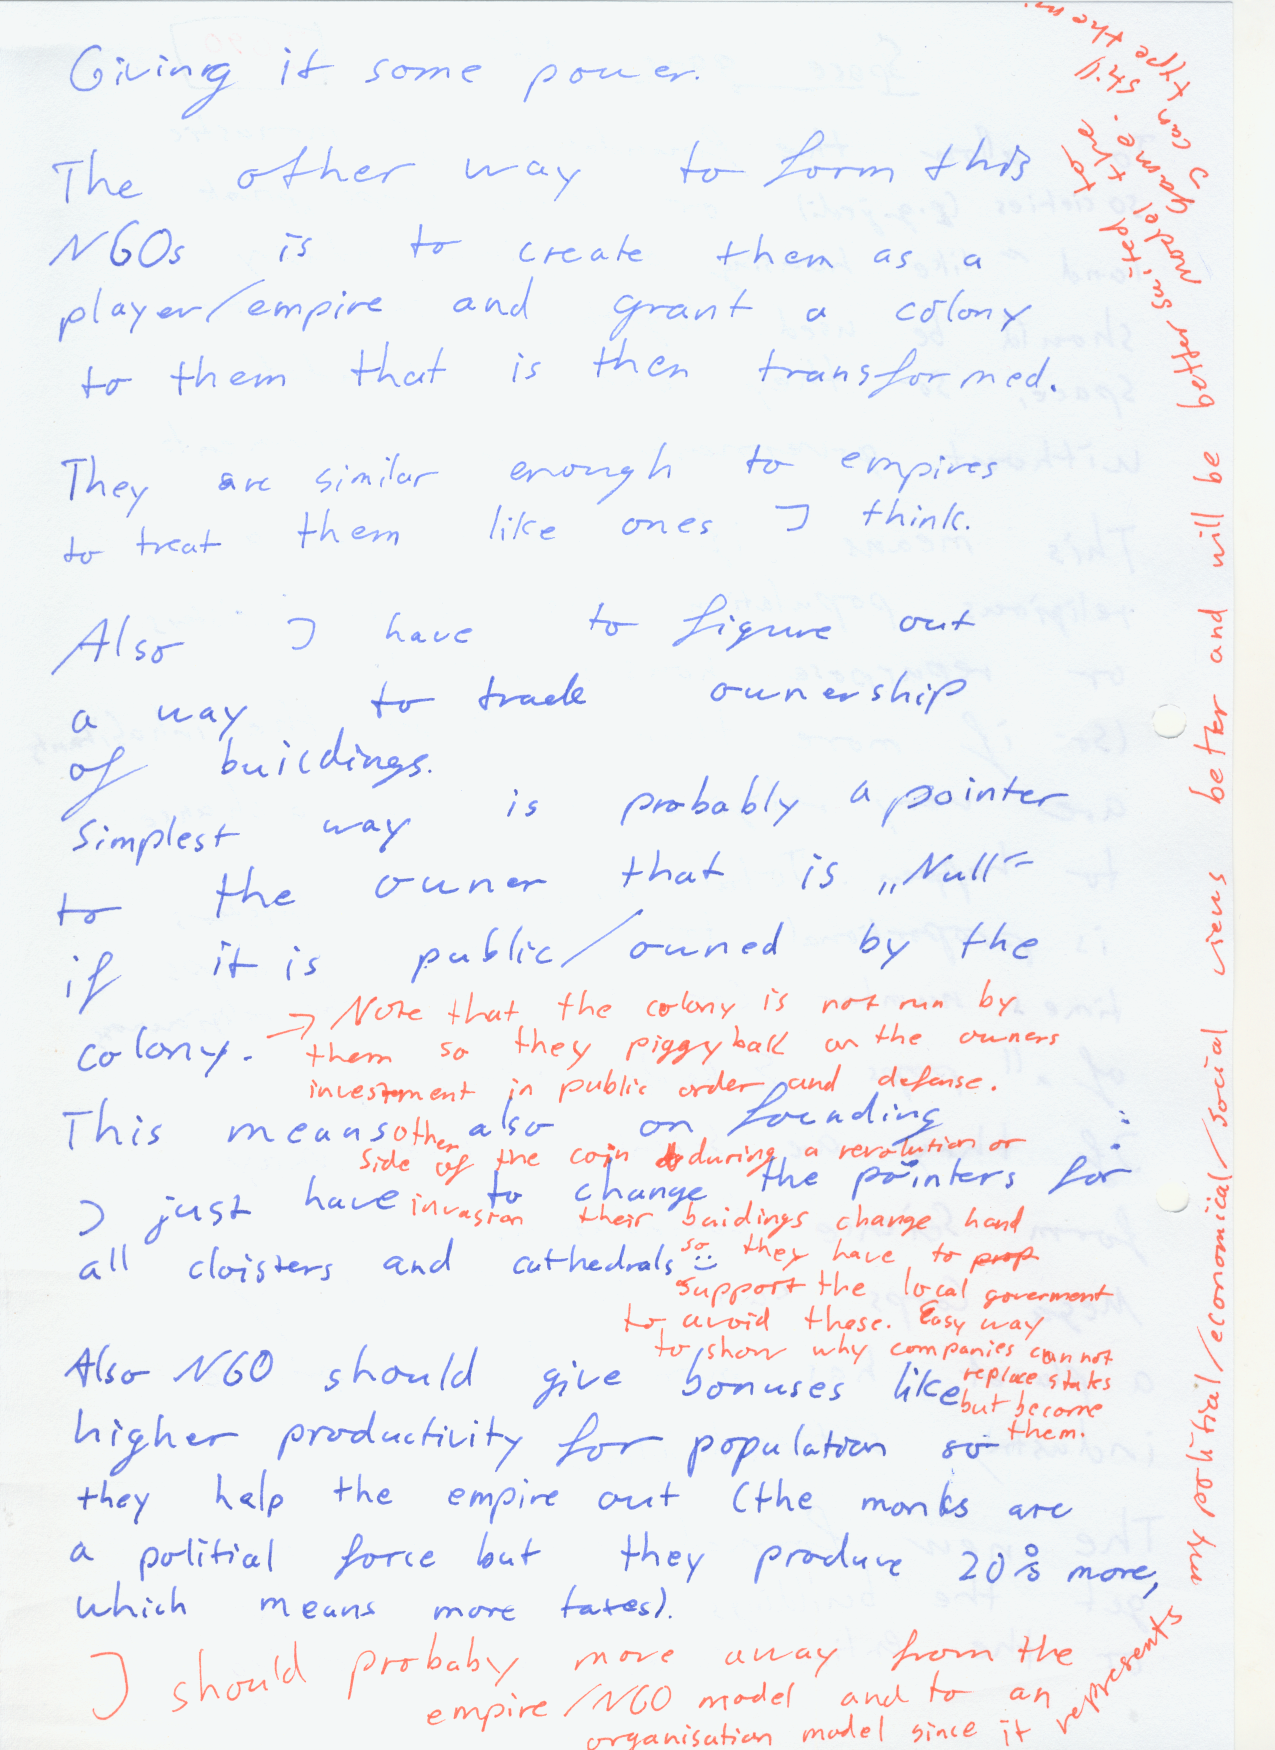 Giving it some power.
The other way to form this
NGOs is to create them as a
player/empire and grant a colony
to them that is then transformed.
They are similar enough to empires
to treat them like ones I think.
Also I have to figure out
a way to trade ownership
of buildings.
Simplest way is probably a pointer
to the owner that is „Null"
if it is public/owned by the
colony.
→ Note that the colony is not run by
them so they piggyback on the owners
investment in public order and defense.
other
side of the coin during a revolution or
invasion their buidings change hand
so they have to prop
support the local goverment
to avoid these. Easy way
to show why companies can not
replace states
but become
them.
This means also on founding
I just have to change the pointers for :
all cloisters and cathedrals :)
Also NGO should give bonuses like
higher productivity for population so
they help the empire out (the monks are
a politial force but they produce 20% more,
which means more taxes).
I should probaby move away from the
empire/NGO model and to an
organisation model since it represents
my political/economical/social views better and will be better suited to
model the
game. Still
I can type them